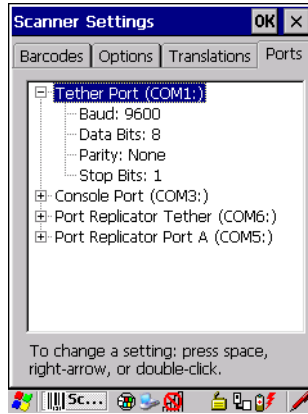 Scanner Settings OK
Barcodes Options Translations Ports
Tether Port (COM1:)
Baud: 9600
Data Bits: 8
Parity: None
Stop Bits: 1
Console Port (COM3:)
Port Replicator Tether (COM6:)
Port Replicator Port A (COM5:)
To change a setting: press space,
right-arrow, or double-click.
Sc...